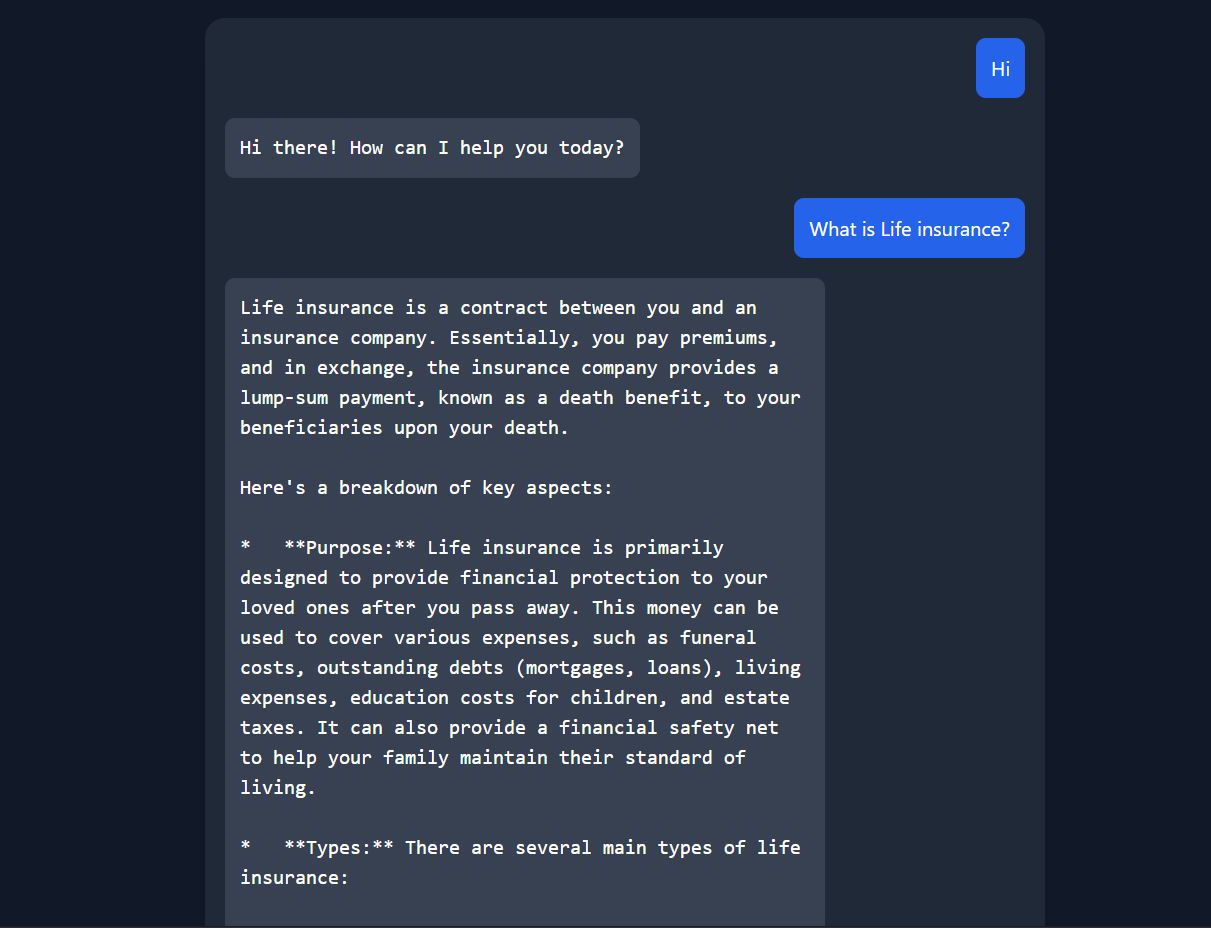 Hi
Hi there! How can I help you today?
What is Life insurance?
Life insurance is a contract between you and an
insurance company. Essentially, you pay premiums,
and in exchange, the insurance company provides a
lump-sum payment, known as a death benefit, to your
beneficiaries upon your death.
Here's a breakdown of key aspects:
*   **Purpose:** Life insurance is primarily
designed to provide financial protection to your
loved ones after you pass away. This money can be
used to cover various expenses, such as funeral
costs, outstanding debts (mortgages, loans), living
expenses, education costs for children, and estate
taxes. It can also provide a financial safety net
to help your family maintain their standard of
living.
*   **Types:** There are several main types of life
insurance: